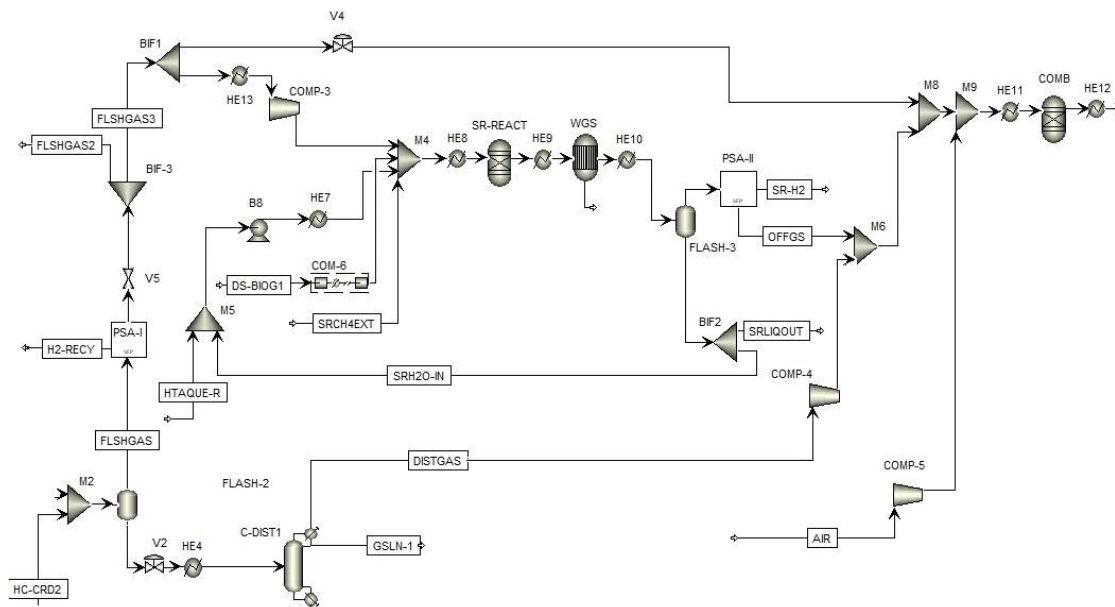 V4
BIF1
HE13
COMP-3
FLSHGAS3
FLSHGAS2
BIF-3
M4
HE8
SR-REACT
HE9
WGS
HE10
M8
M9
HE11
COMB
HE12
PSA-II
SR-H2
OFFGS
M6
FLASH-3
B8
HE7
V5
COM-6
DS-BIOG1
M5
SRCH4EXT
BIF2
SRLIQOUT
PSA-I
H2-RECY
SRH2O-IN
HTAQUE-R
COMP-4
FLSHGAS
DISTGAS
COMP-5
M2
FLASH-2
V2
HE4
C-DIST1
GSLN-1
AIR
HC-CRD2